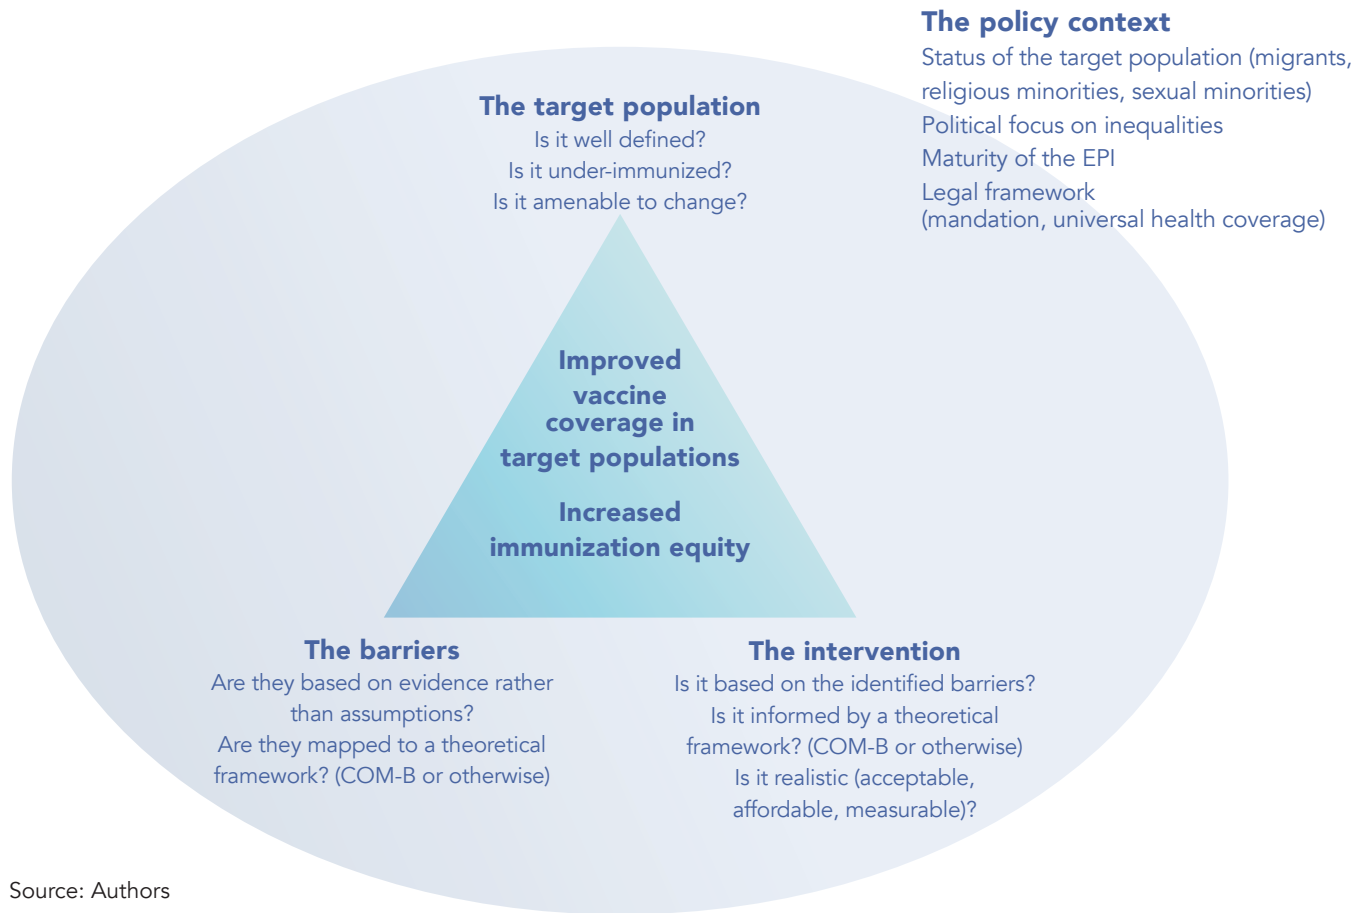 The policy context
Status of the target population (migrants,
religious minorities, sexual minorities)
Political focus on inequalities
Maturity of the EPI
Legal framework
(mandation, universal health coverage)
The target population
Is it well defined?
Is it under-immunized?
Is it amenable to change?
Improved
vaccine
coverage in
target populations
Increased
immunization equity
The barriers
Are they based on evidence rather
than assumptions?
Are they mapped to a theoretical
framework? (COM-B or otherwise)
The intervention
Is it based on the identified barriers?
Is it informed by a theoretical
framework? (COM-B or otherwise)
Is it realistic (acceptable,
affordable, measurable)?
Source: Authors